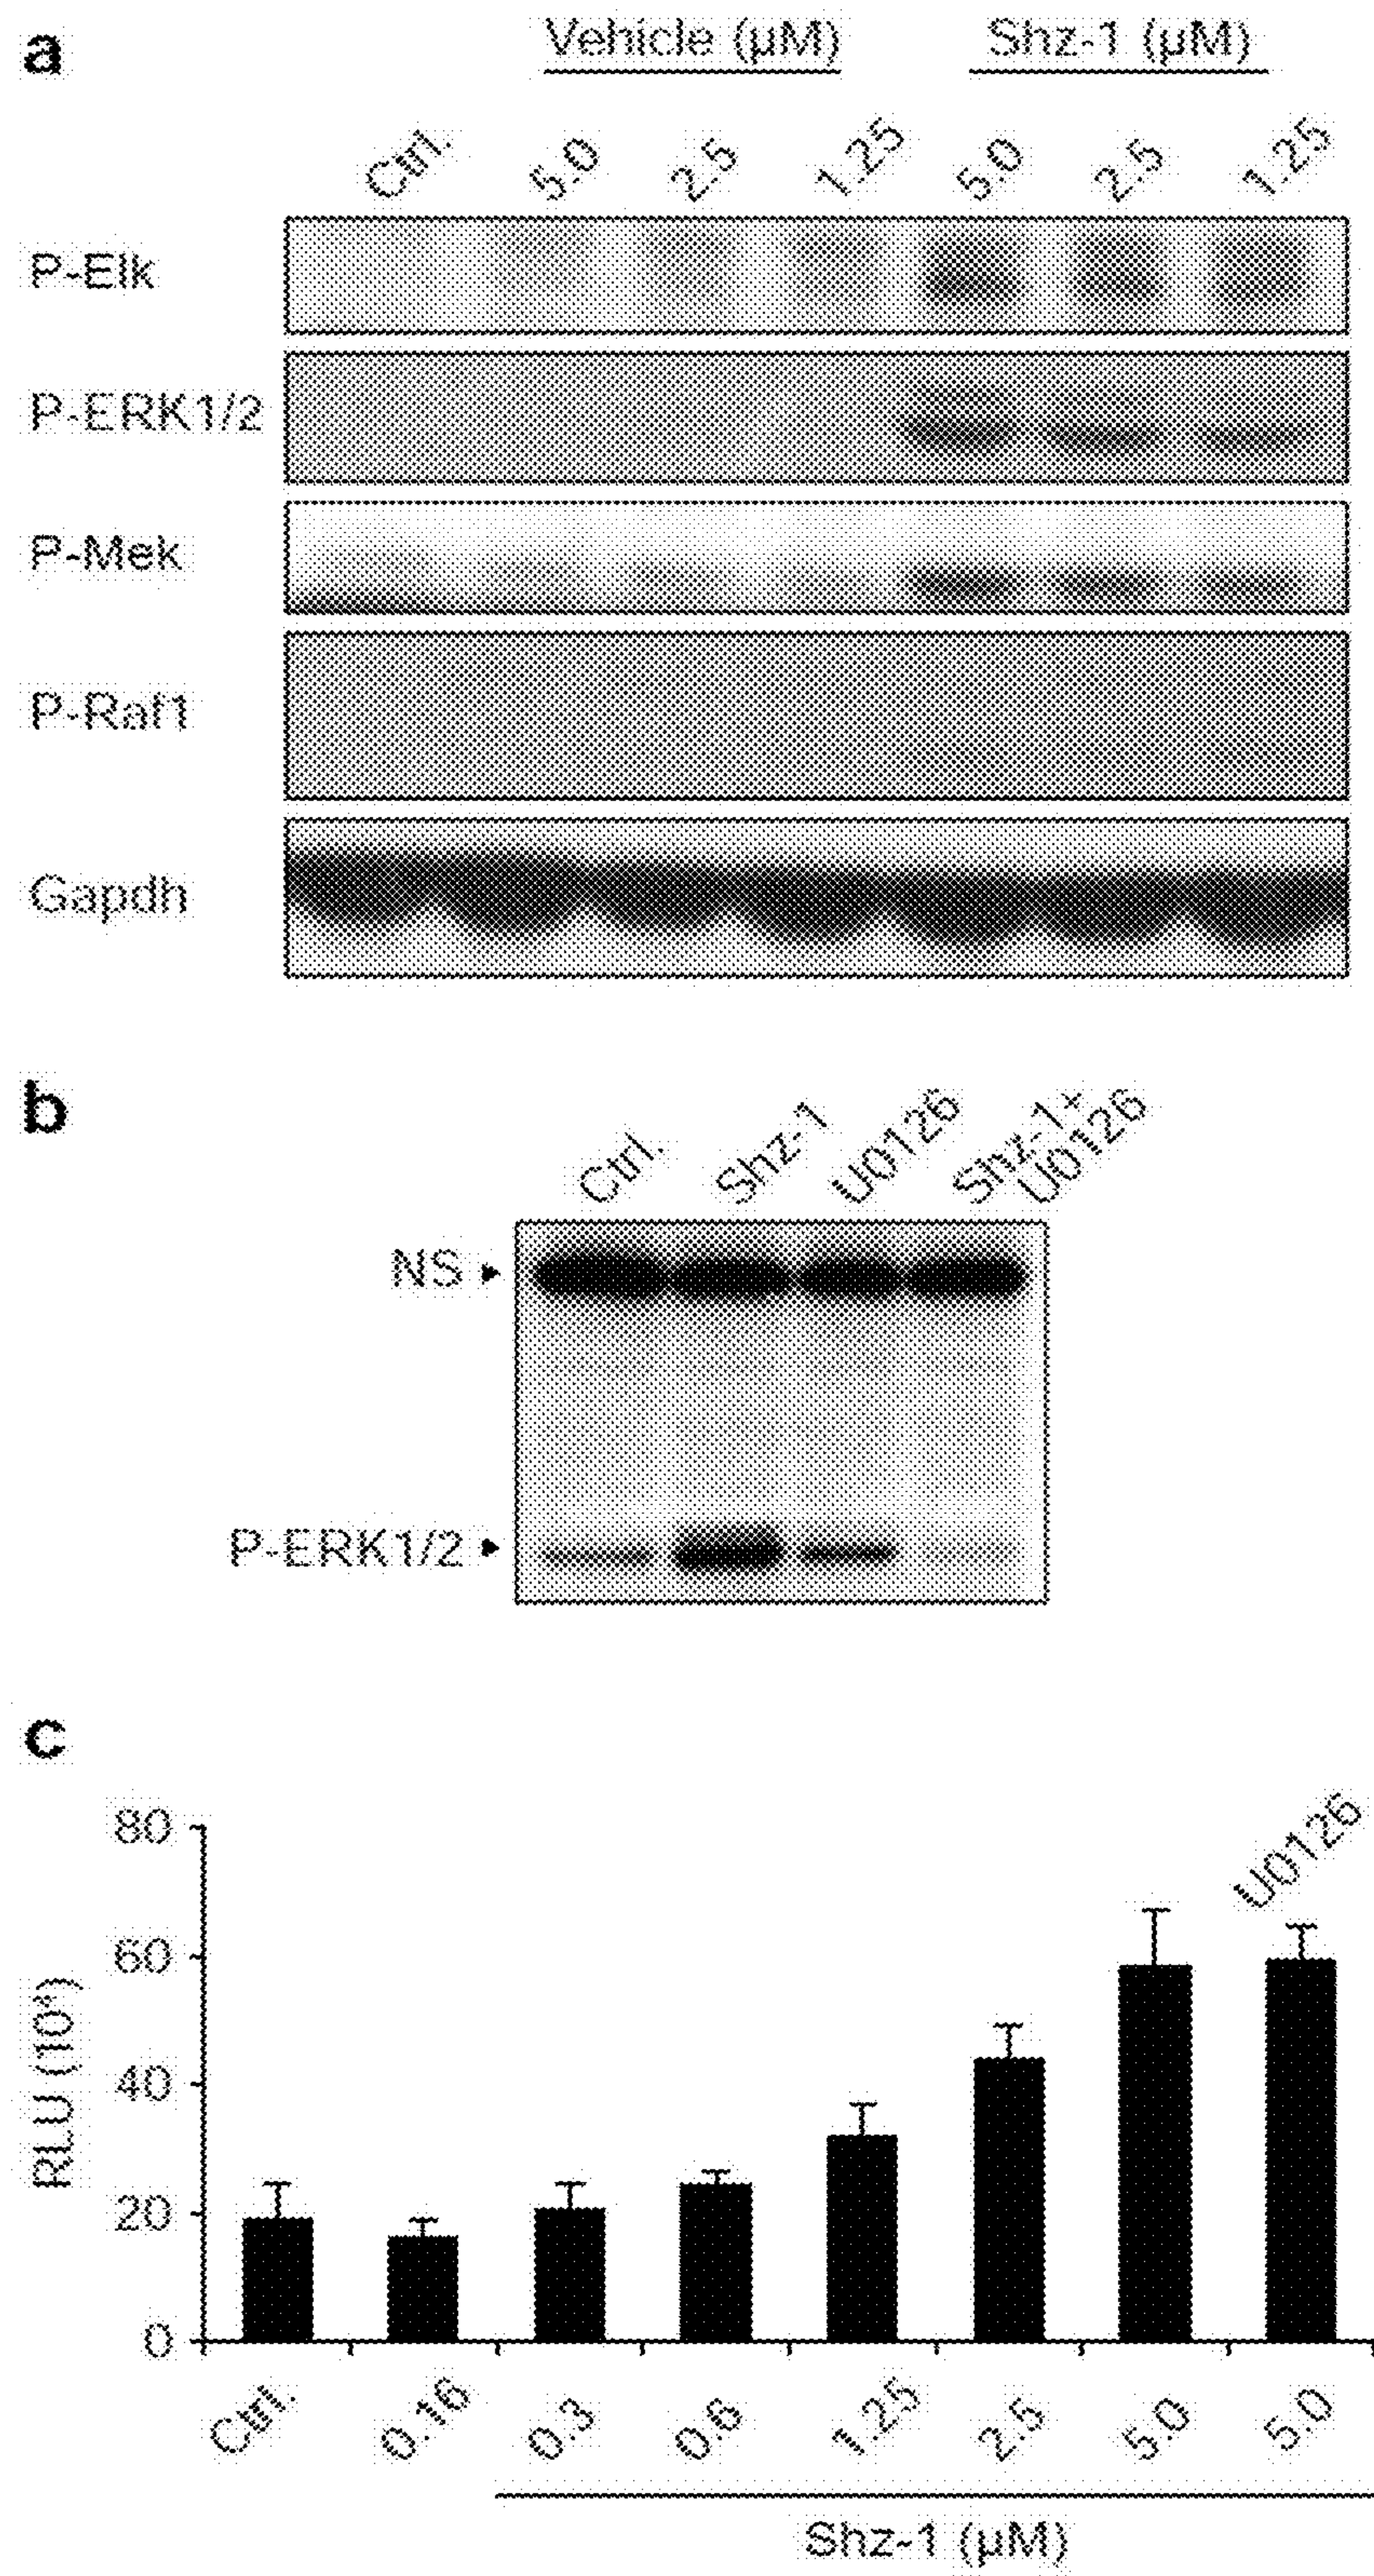 a
Vehicle (µM) Shz-1 (µM)
Ctrl. 5.0 2.5 1.25 5.0 2.5 1.25
P-Elk
P-ERK1/2
P-Mek
P-Raf1
Gapdh
b
Ctrl. Shz-1 U0126 Shz-1+
U0126
NS
P-ERK1/2
c
RLU (10⁴)
80
60
40
20
0
U0126
Ctrl. 0.16 0.3 0.6 1.25 2.5 5.0 5.0
Shz-1 (µM)